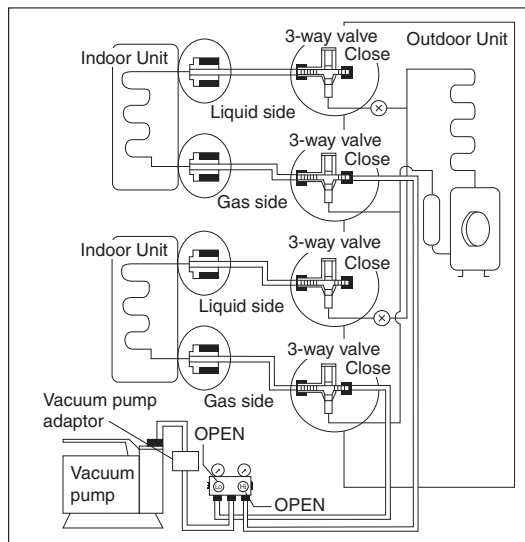 3-way valve
Close
Outdoor Unit
Indoor Unit
Liquid side
3-way valve
Close
Gas side
3-way valve
Close
Indoor Unit
Liquid side
3-way valve
Close
Gas side
Vacuum pump
adaptor
OPEN
Vacuum
pump
Lo
Hi
OPEN